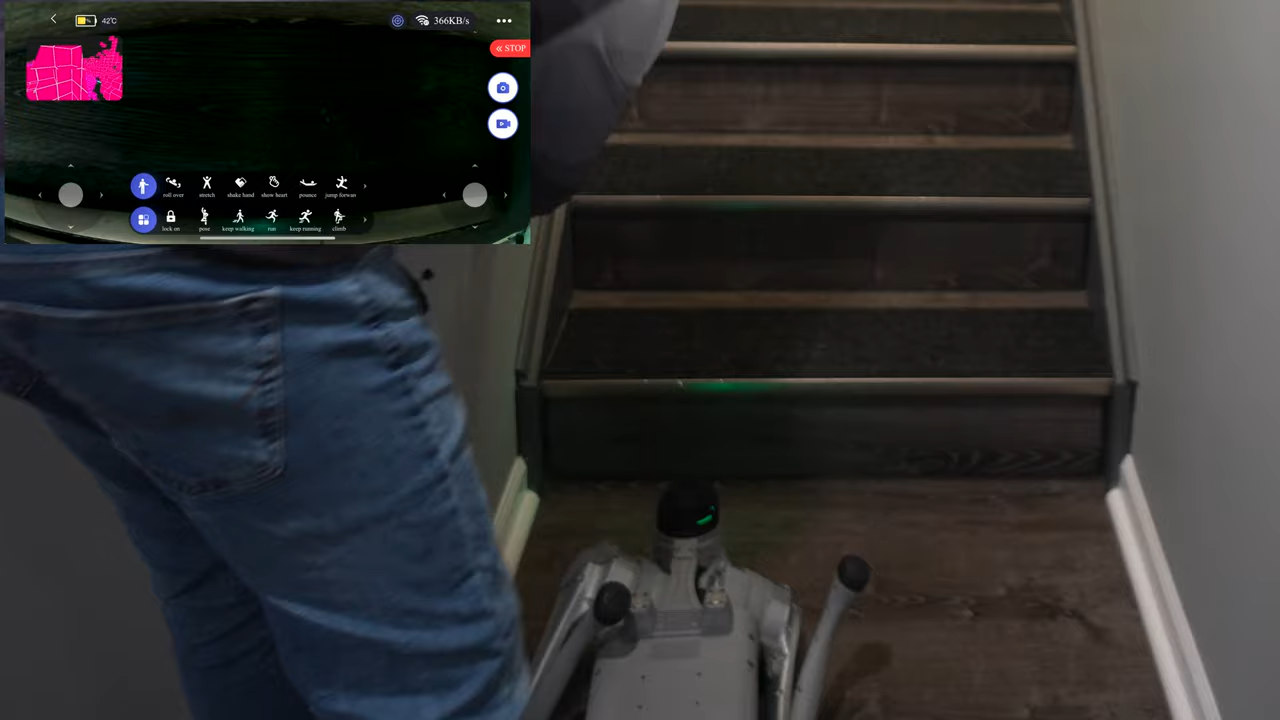 42℃
366KB/s
« STOP
roll over stretch shake hand show heart pounce jump forwan
lock on pose keep walking run keep running climb